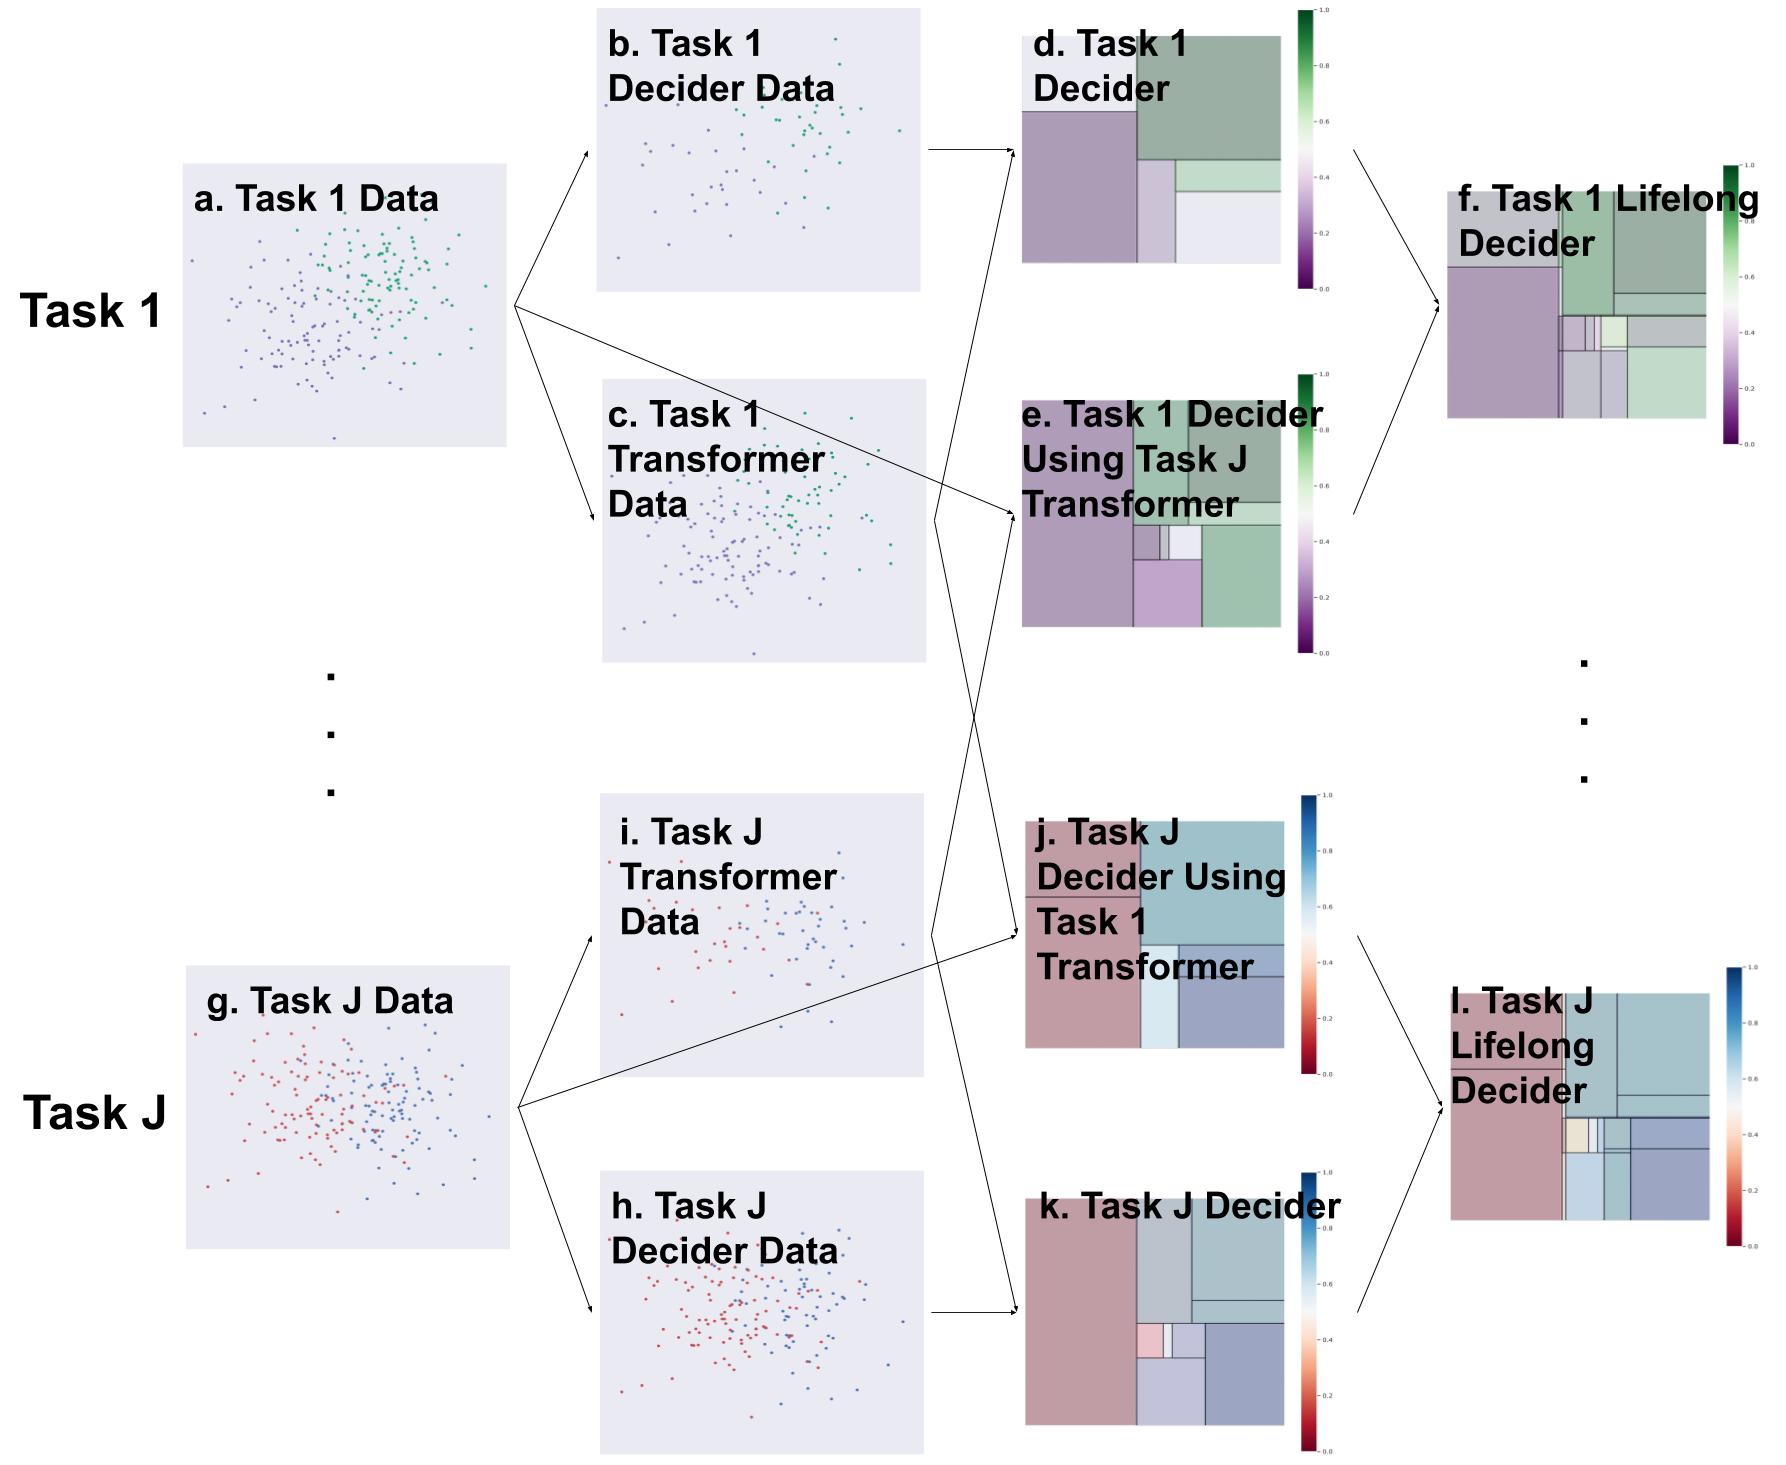 Task 1
a. Task 1 Data
b. Task 1
Decider Data
c. Task 1
Transformer
Data
d. Task 1
Decider
1.0
0.8
0.6
0.4
0.2
0.0
e. Task 1 Decider
Using Task J
Transformer
1.0
0.8
0.6
0.4
0.2
0.0
f. Task 1 Lifelong
Decider
1.0
0.8
0.6
0.4
0.2
0.0
.
.
.
.
.
.
Task J
g. Task J Data
i. Task J
Transformer
Data
h. Task J
Decider Data
j. Task J
Decider Using
Task 1
Transformer
1.0
0.8
0.6
0.4
0.2
0.0
k. Task J Decider
1.0
0.8
0.6
0.4
0.2
0.0
l. Task J
Lifelong
Decider
1.0
0.8
0.6
0.4
0.2
0.0